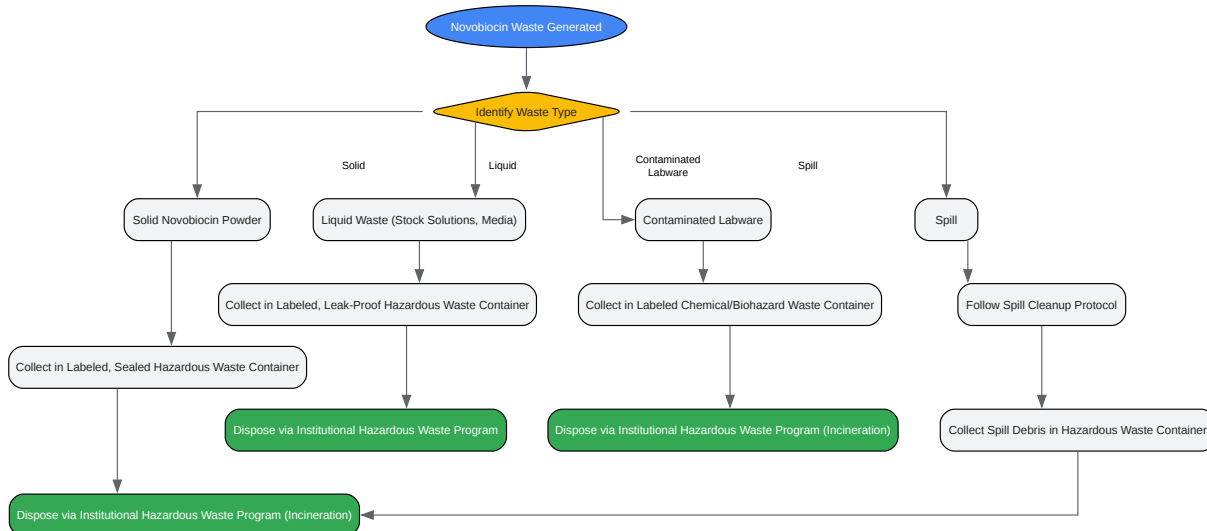 Novobiocin Waste Generated
Identify Waste Type
Solid
Liquid
Contaminated
Labware
Spill
Solid Novobiocin Powder
Liquid Waste (Stock Solutions, Media)
Contaminated Labware
Spill
Collect in Labeled, Leak-Proof Hazardous Waste Container
Collect in Labeled Chemical/Biohazard Waste Container
Follow Spill Cleanup Protocol
Collect in Labeled, Sealed Hazardous Waste Container
Dispose via Institutional Hazardous Waste Program
Dispose via Institutional Hazardous Waste Program (Incineration)
Collect Spill Debris in Hazardous Waste Container
Dispose via Institutional Hazardous Waste Program (Incineration)